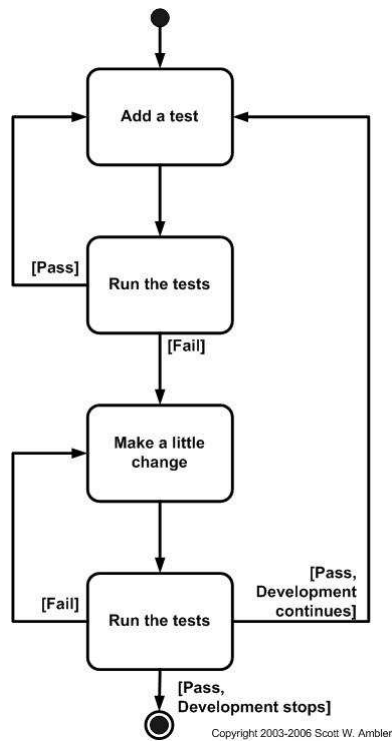 Add a test
[Pass]
Run the tests
[Fail]
Make a little
change
[Fail]
Run the tests
[Pass,
Development
continues]
[Pass,
Development stops]
Copyright 2003-2006 Scott W. Ambler